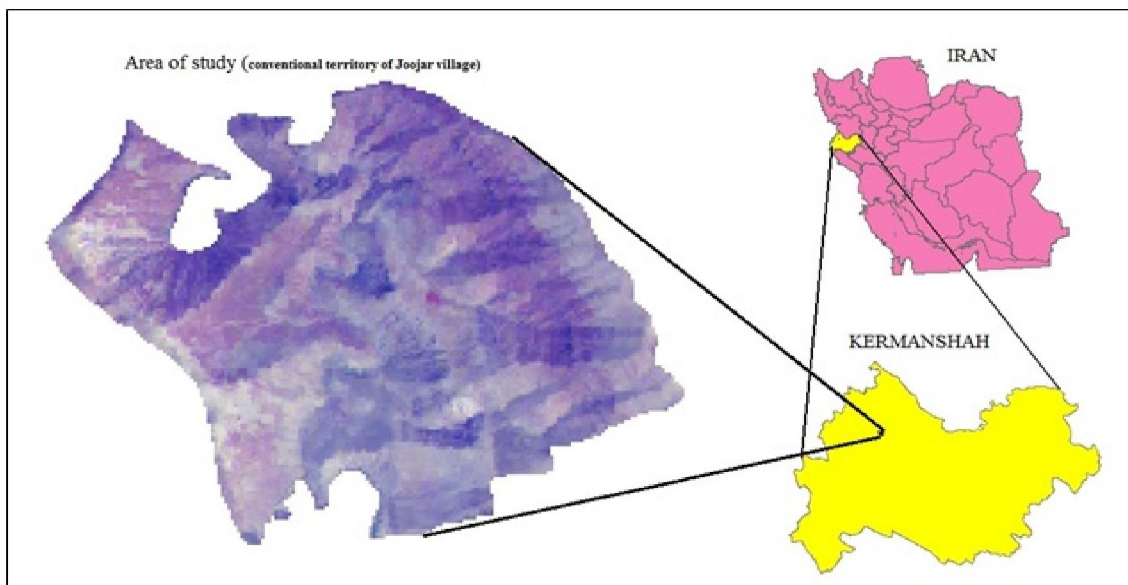 Area of study (conventional territory of Joojar village)
IRAN
KERMANSHAH